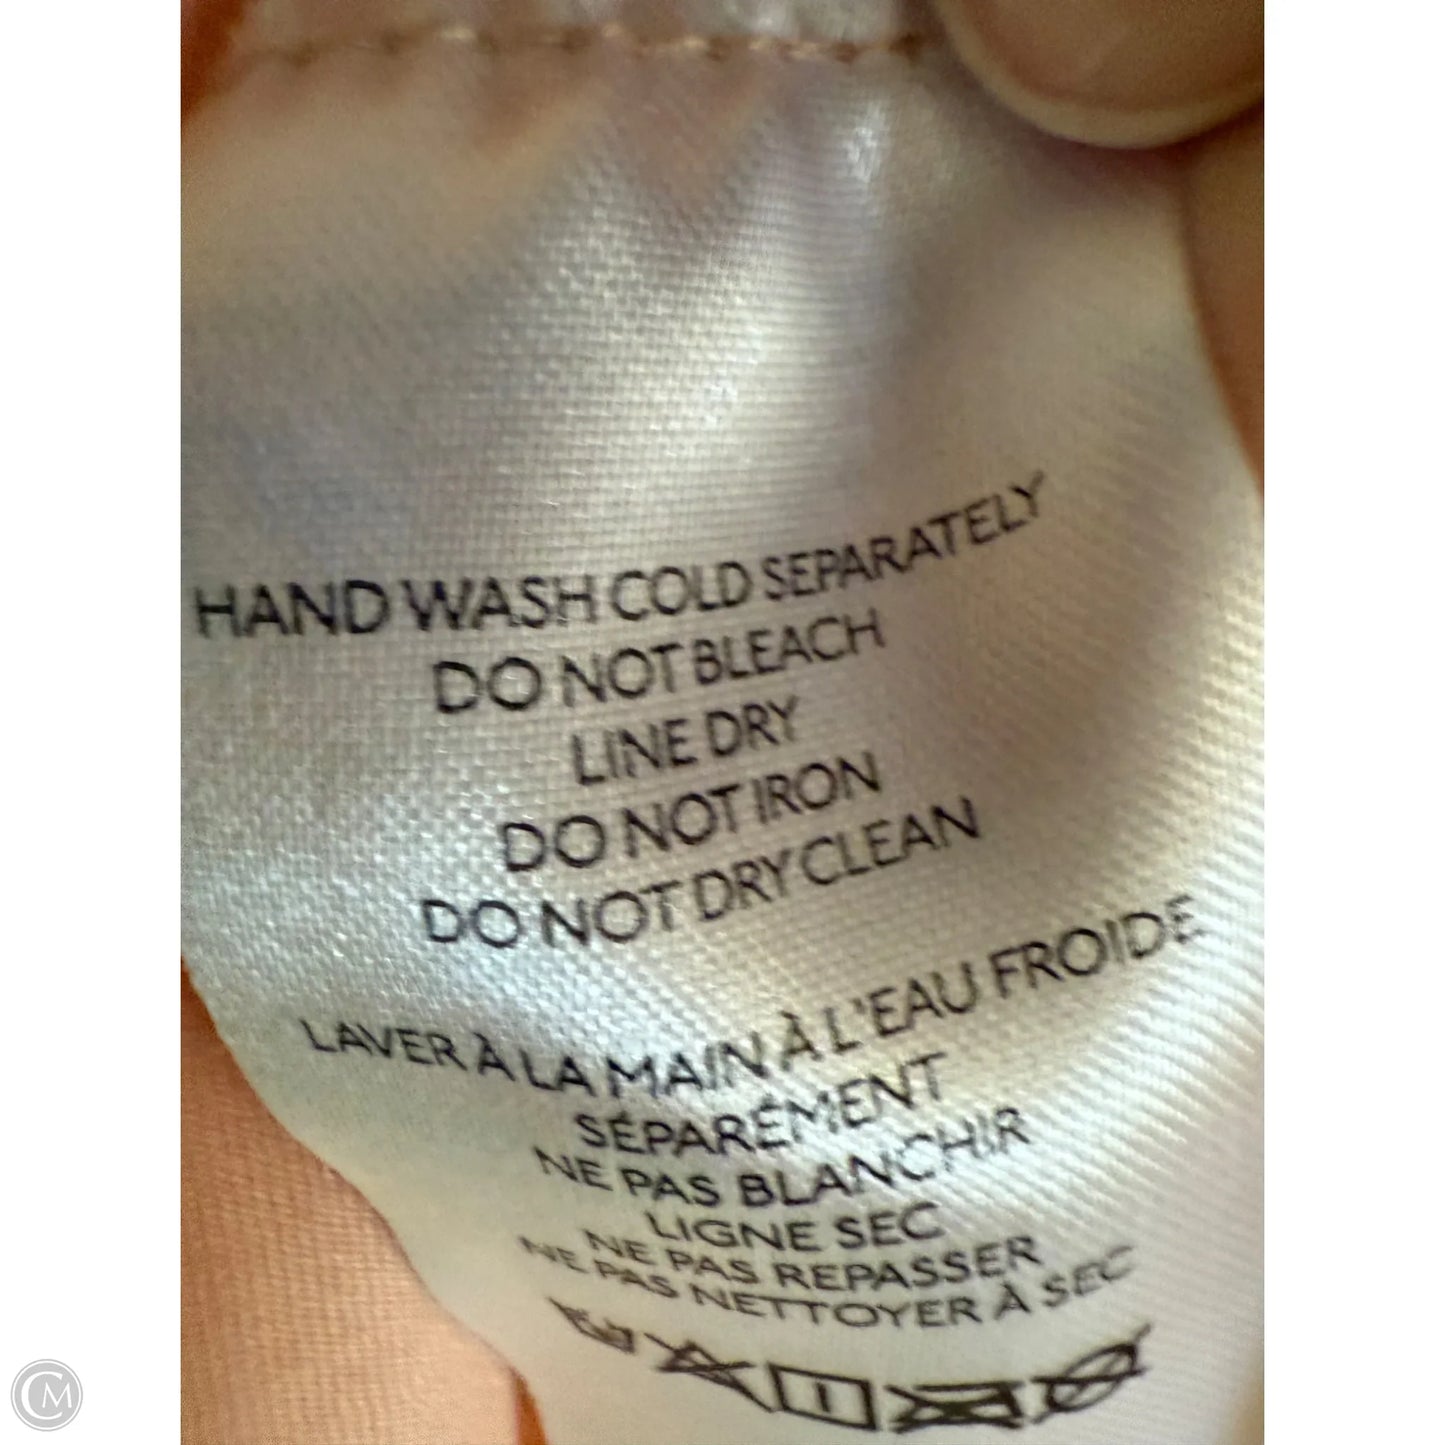 HAND WASH COLD SEPARATELY
DO NOT BLEACH
LINE DRY
DO NOT IRON
DO NOT DRY CLEAN
LAVER À LA MAIN À L'EAU FROIDE
SÉPARÉMENT
NE PAS BLANCHIR
LIGNE SEC
NE PAS REPASSER
NE PAS NETTOYER À SEC
CM